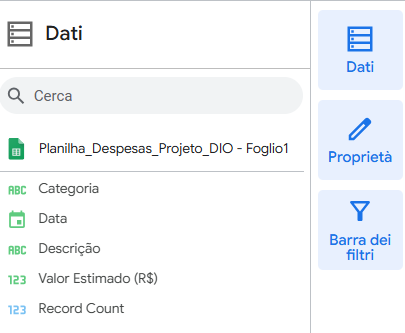 Dati
Cerca
Planilha_Despesas_Projeto_DIO - Foglio1
ABC Categoria
Data
ABC Descrição
123 Valor Estimado (R$)
123 Record Count
Dati
Proprietà
Barra dei
filtri